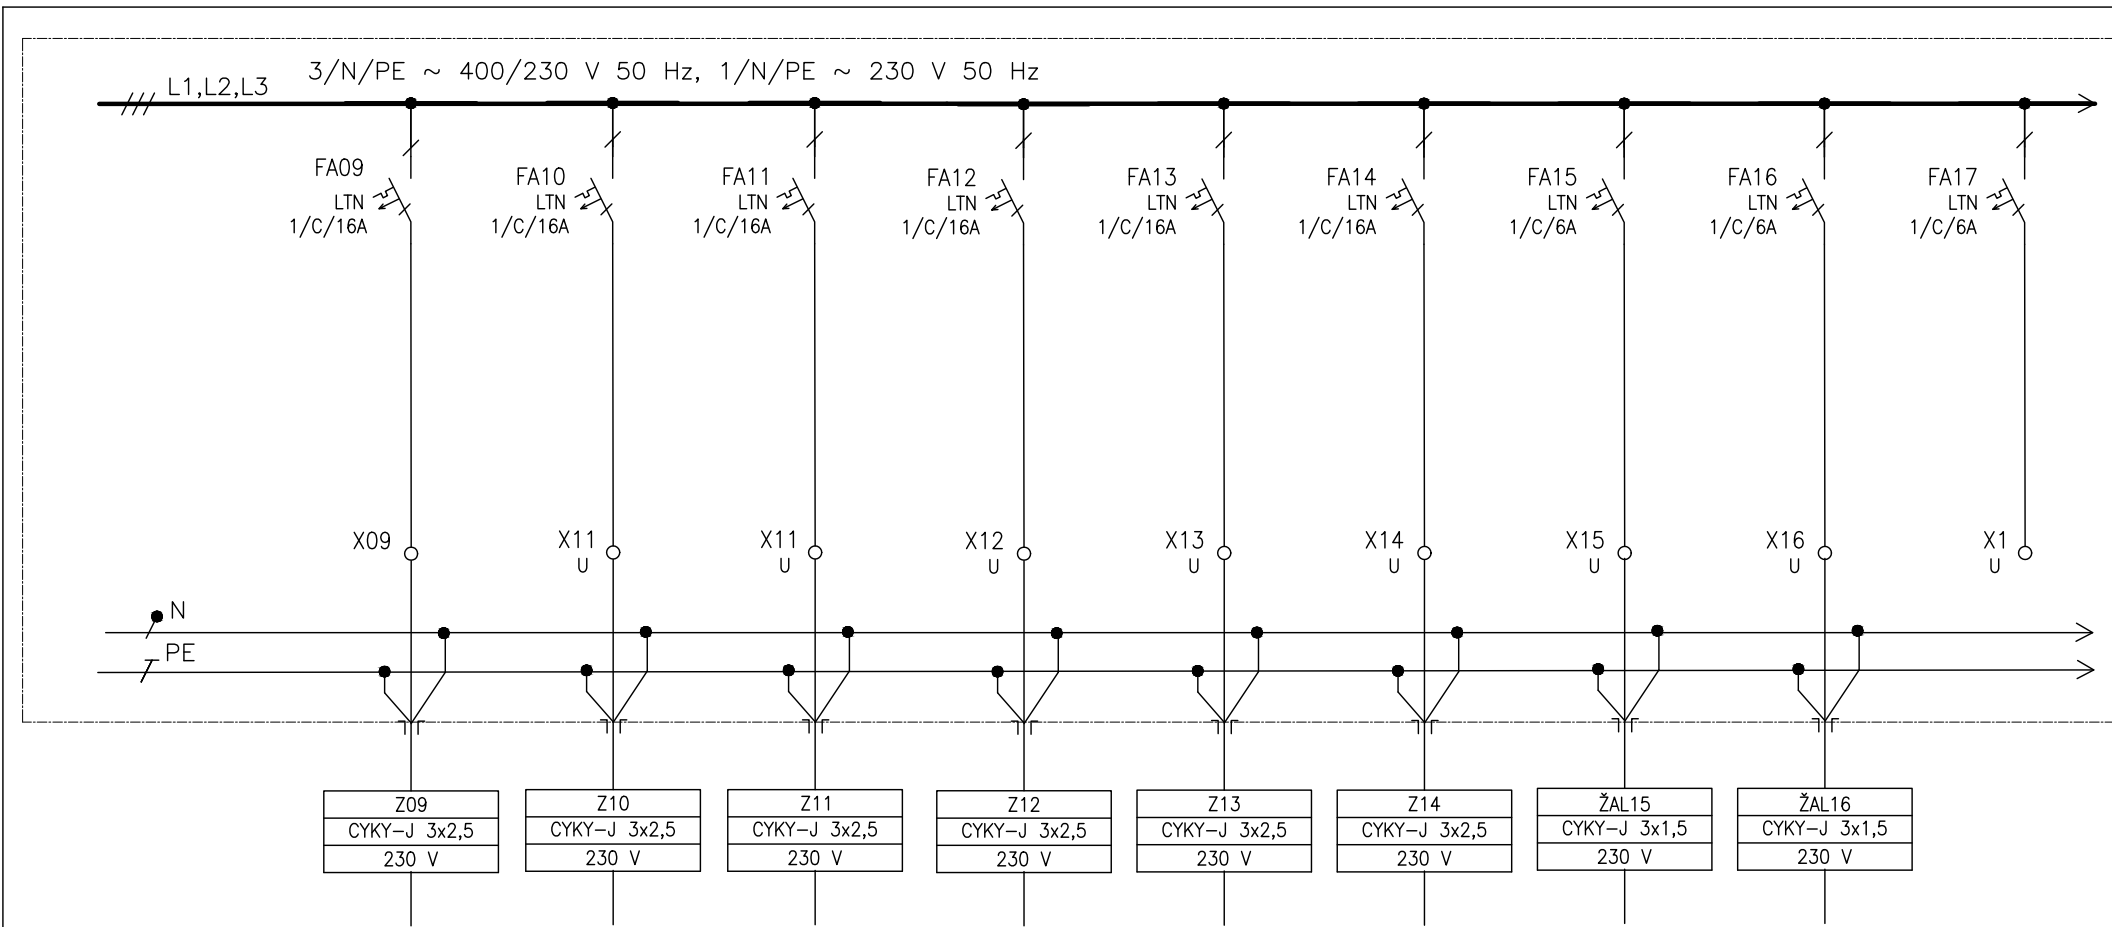 3/N/PE ~ 400/230 V 50 Hz, 1/N/PE ~ 230 V 50 Hz
L1,L2,L3
FA09
LTN
1/C/16A
FA10
LTN
1/C/16A
FA11
LTN
1/C/16A
FA12
LTN
1/C/16A
FA13
LTN
1/C/16A
FA14
LTN
1/C/16A
FA15
LTN
1/C/6A
FA16
LTN
1/C/6A
FA17
LTN
1/C/6A
X09
X11
U
X11
U
X12
U
X13
U
X14
U
X15
U
X16
U
X1
U
N
PE
Z09
CYKY-J 3x2,5
230 V
Z10
CYKY-J 3x2,5
230 V
Z11
CYKY-J 3x2,5
230 V
Z12
CYKY-J 3x2,5
230 V
Z13
CYKY-J 3x2,5
230 V
Z14
CYKY-J 3x2,5
230 V
ŽAL15
CYKY-J 3x1,5
230 V
ŽAL16
CYKY-J 3x1,5
230 V